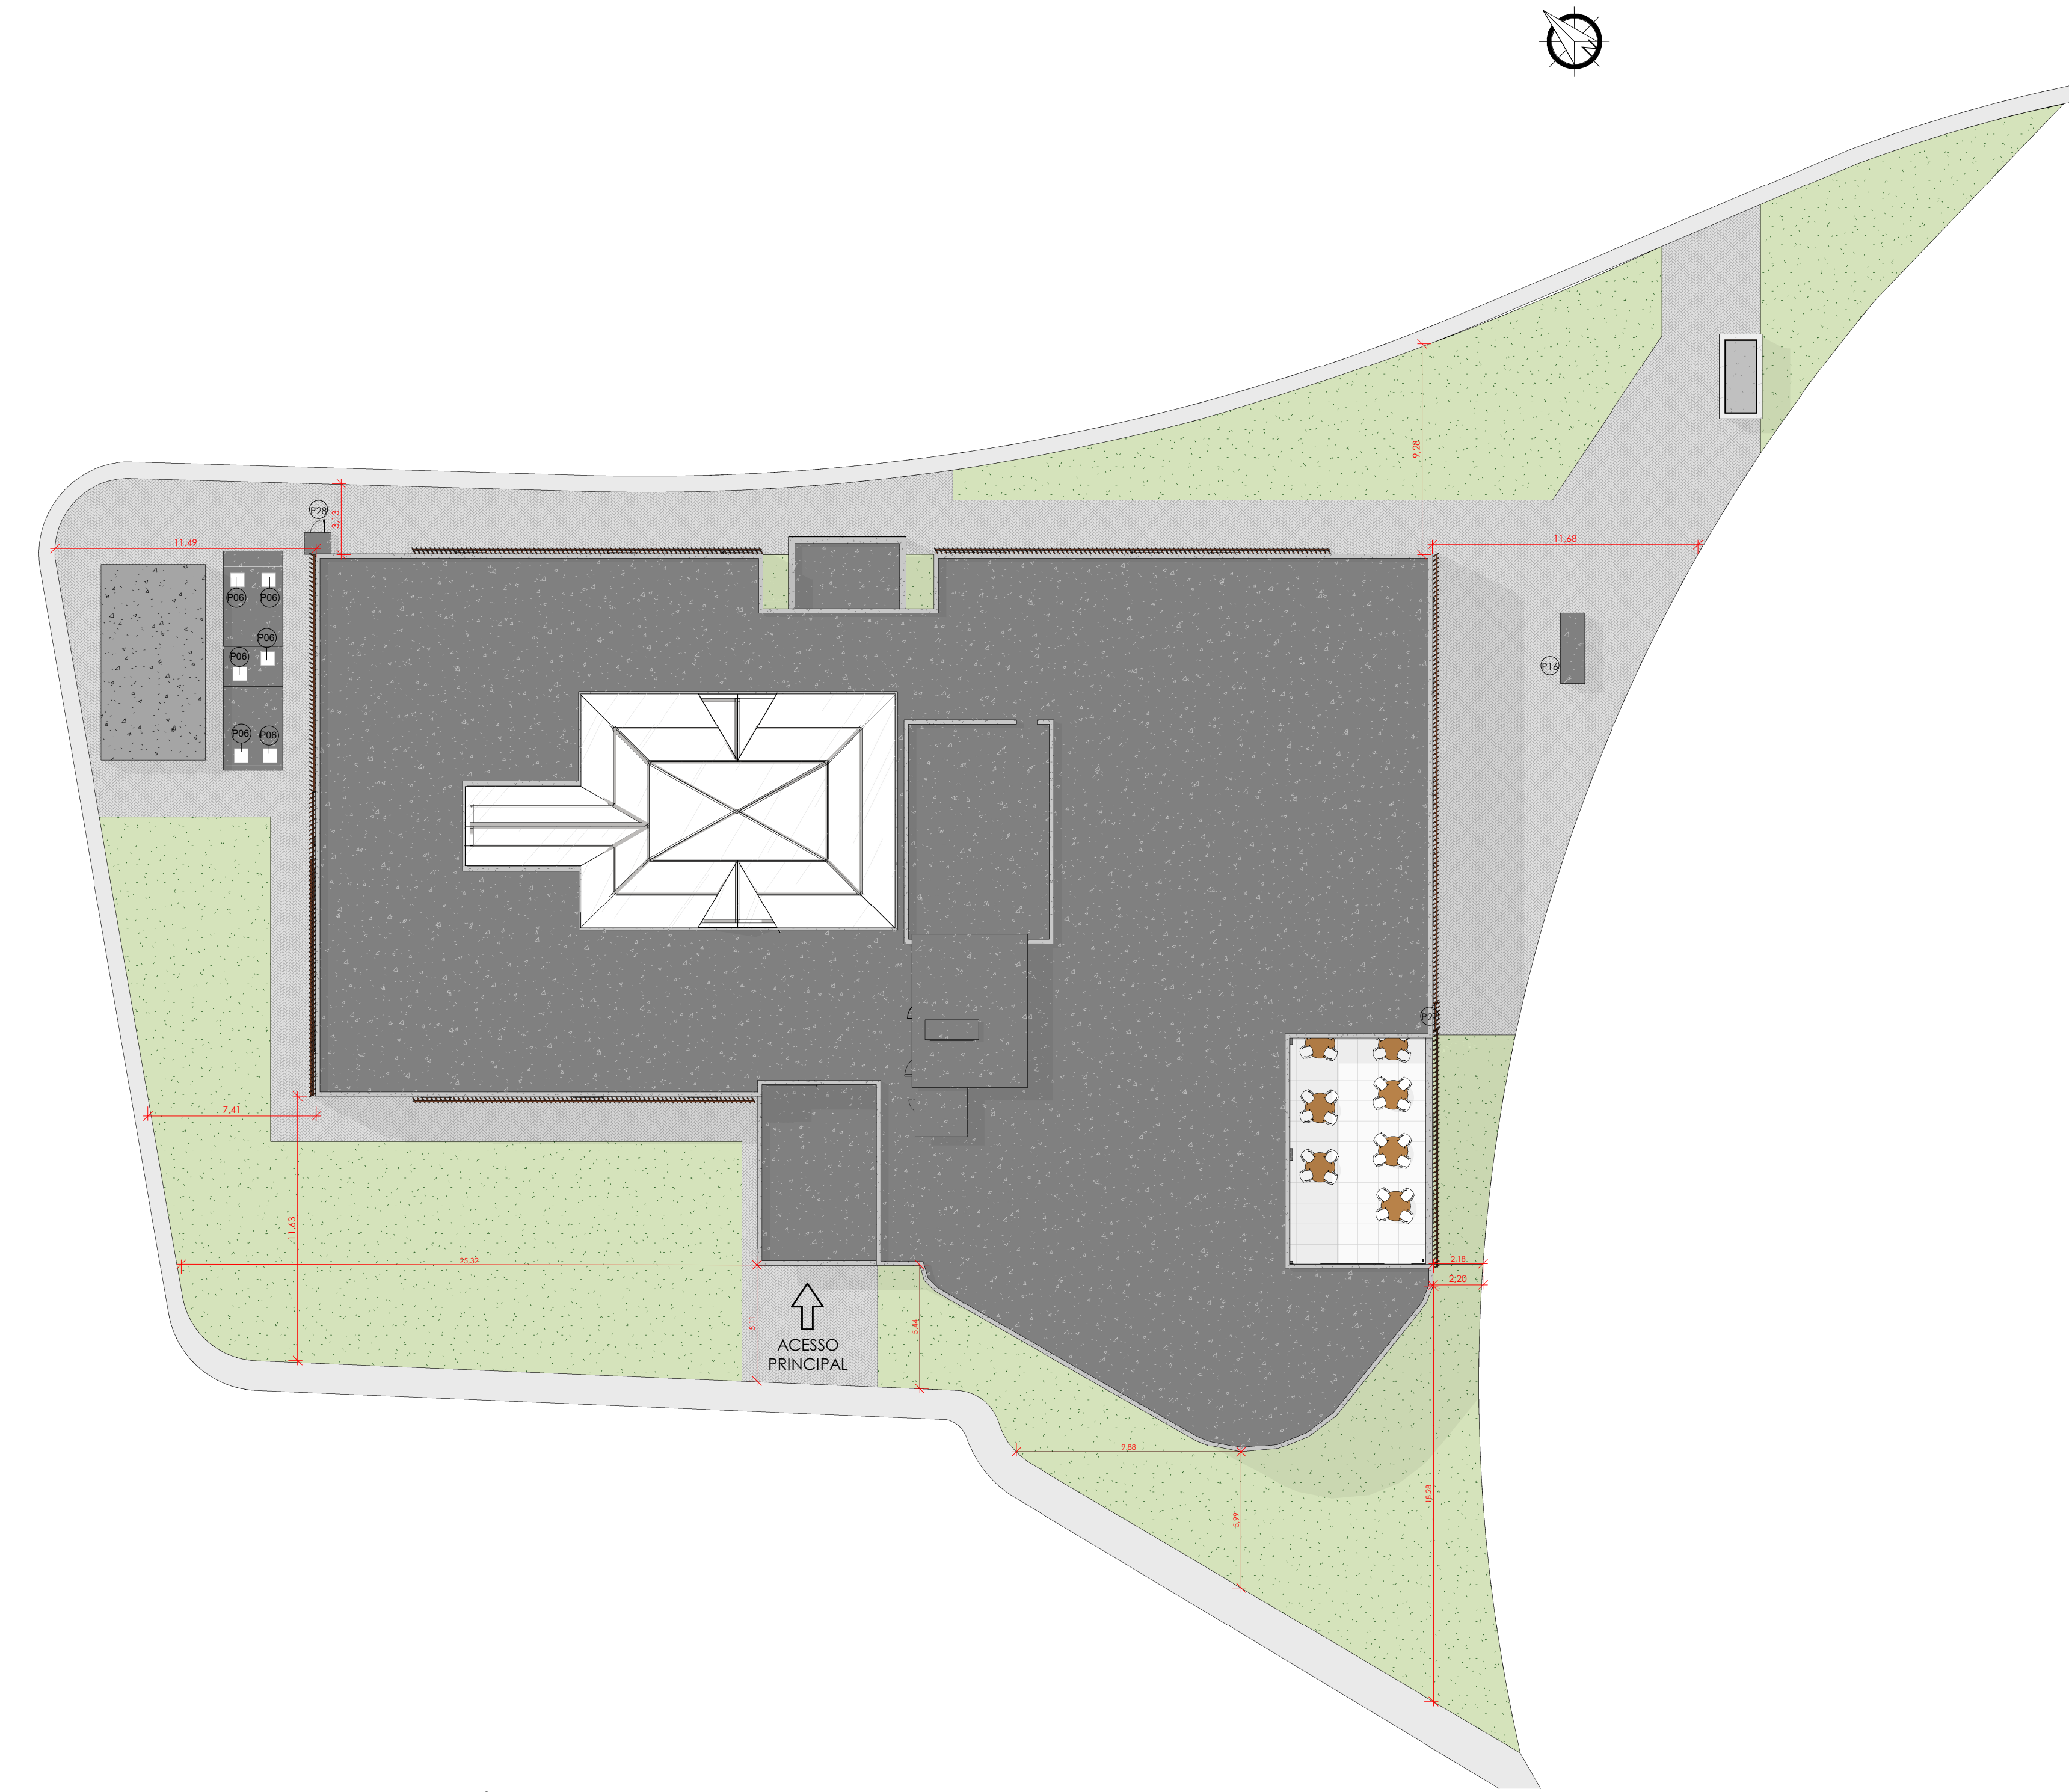 N
9,28
P28
3,13
11,49
11,68
P06
P06
P06
P06
P16
P06
P06
7,41
11,63
25,32
2,18
2,20
5,11
5,44
ACESSO
PRINCIPAL
9,88
18,28
5,99